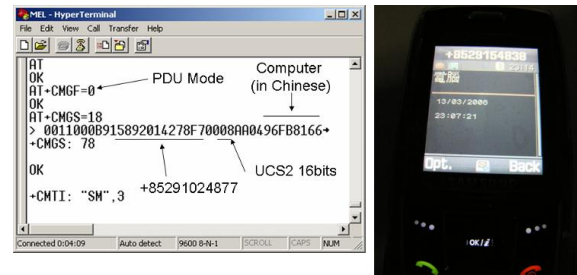 MEL - HyperTerminal
File Edit View Call Transfer Help
AT
OK
AT+CMGF=0
PDU Mode
Computer
(in Chinese)
OK
AT+CMGS=18
> 0011000B915892014278F70008AA0496FB8166→
+CMGS: 78
OK
UCS2 16bits
+85291024877
+CMTI: "SM",3
Connected 0:04:09 Auto detect 9600 8-N-1 SCROLL CAPS NUM
電腦
13/03/2006
23:07:21
Opt. Back
OK/i